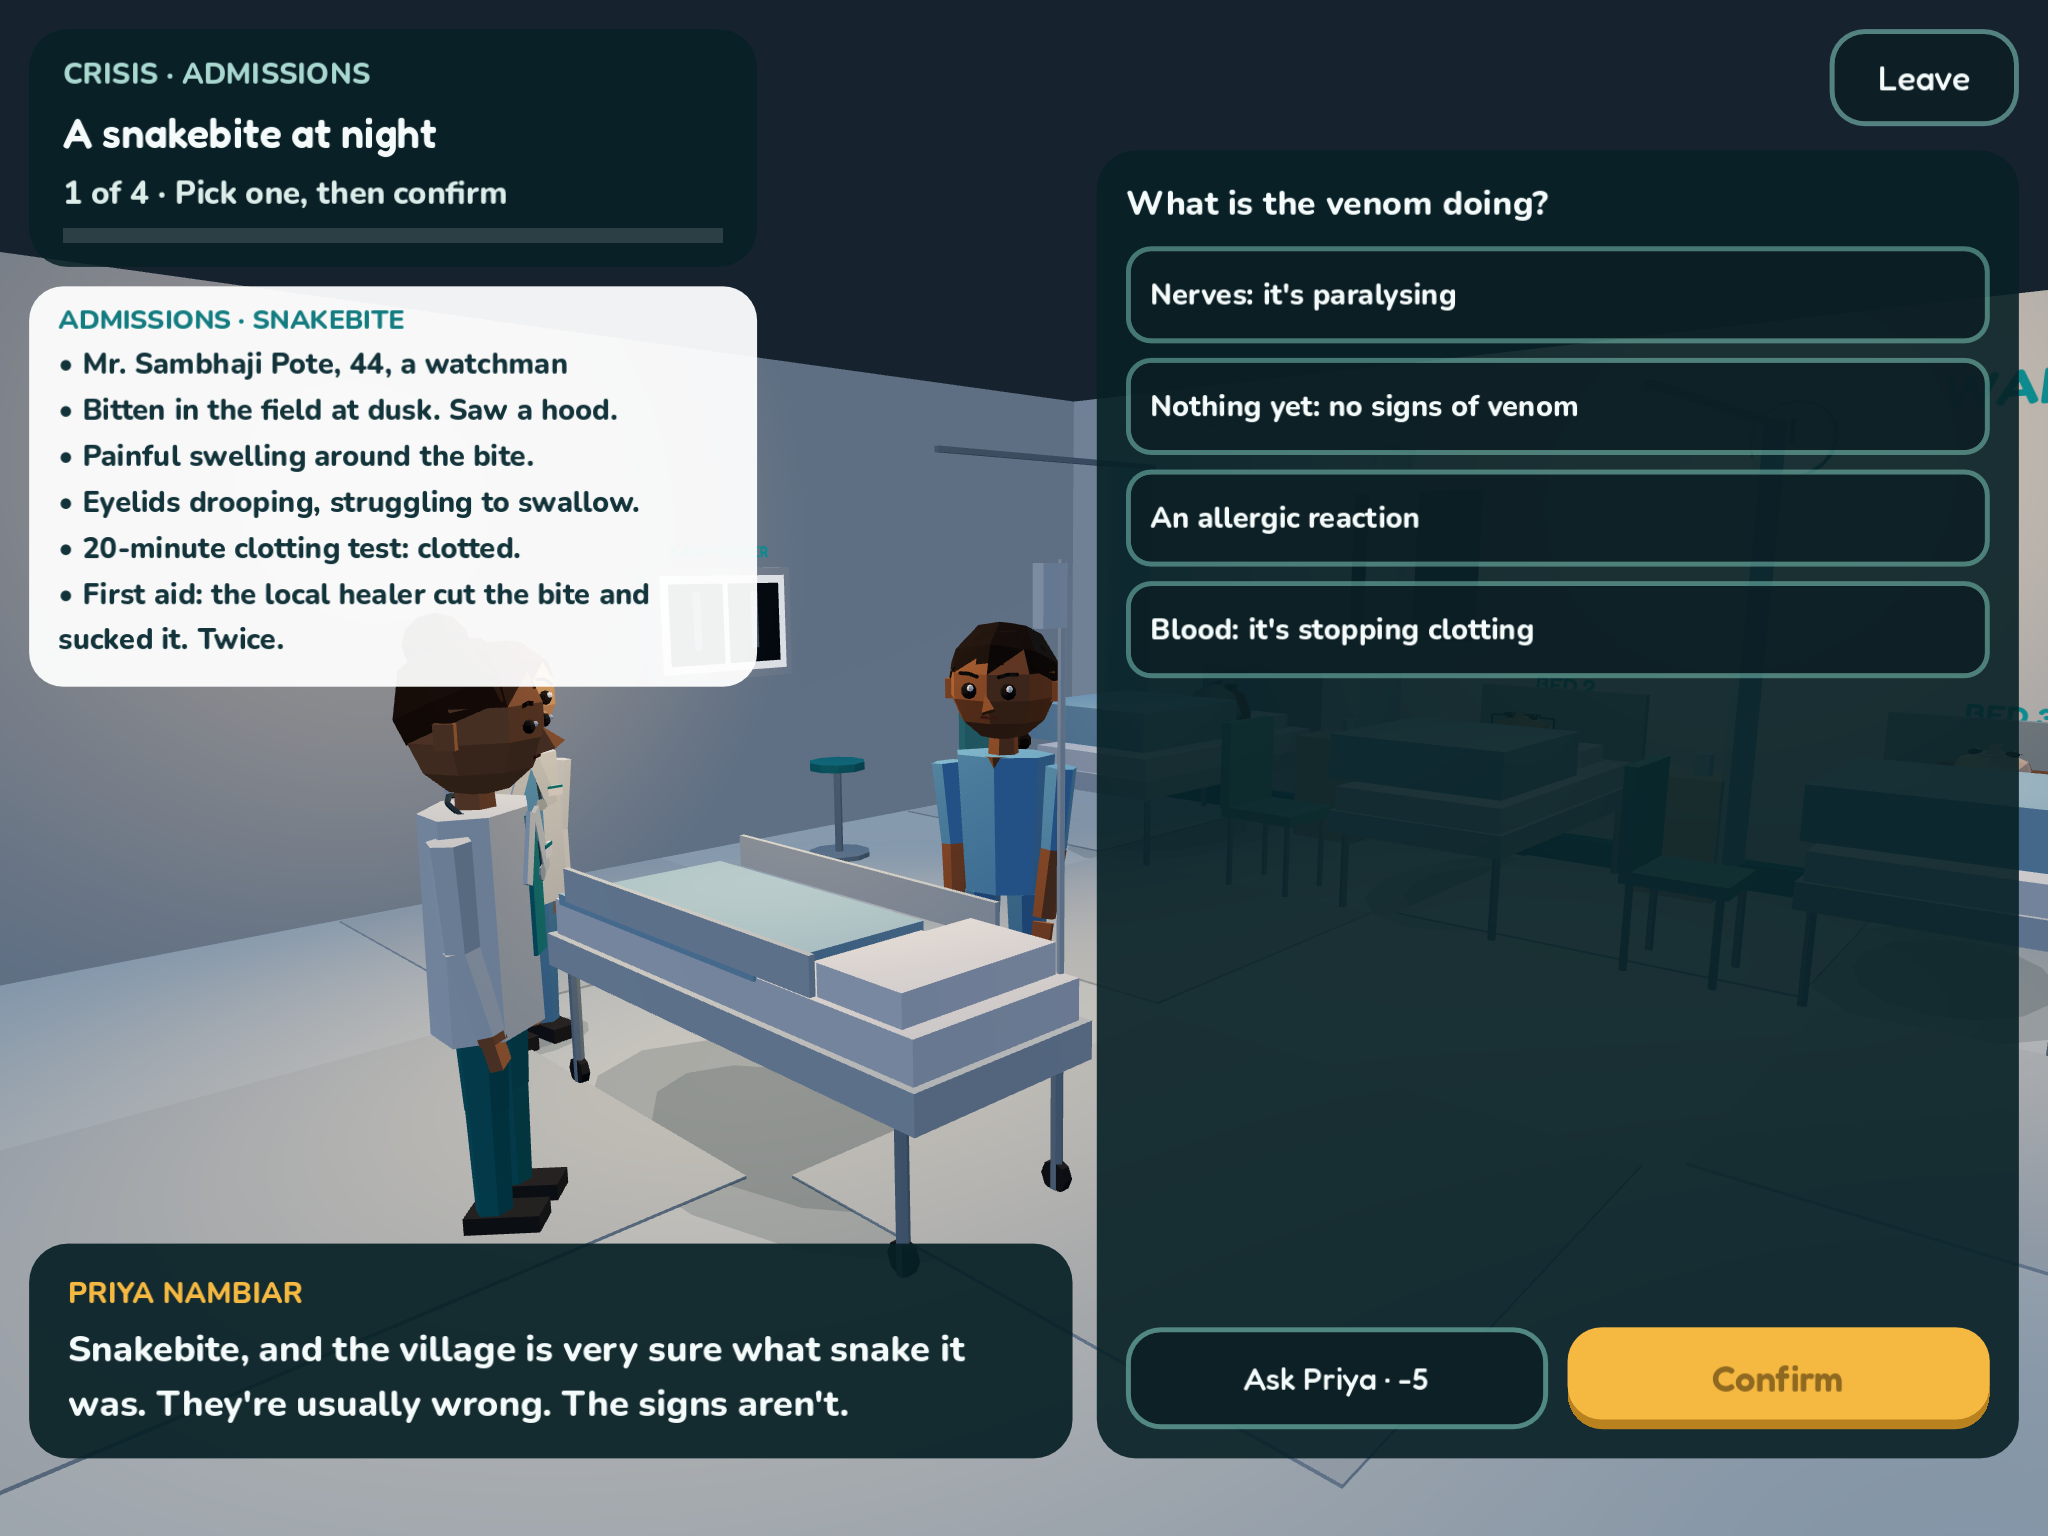 CRISIS · ADMISSIONS
A snakebite at night
1 of 4 · Pick one, then confirm
Leave
ADMISSIONS · SNAKEBITE
• Mr. Sambhaji Pote, 44, a watchman
• Bitten in the field at dusk. Saw a hood.
• Painful swelling around the bite.
• Eyelids drooping, struggling to swallow.
• 20-minute clotting test: clotted.
• First aid: the local healer cut the bite and
sucked it. Twice.
What is the venom doing?
Nerves: it's paralysing
Nothing yet: no signs of venom
An allergic reaction
Blood: it's stopping clotting
BED 2
BED 3
PRIYA NAMBIAR
Snakebite, and the village is very sure what snake it
was. They're usually wrong. The signs aren't.
Ask Priya · -5
Confirm